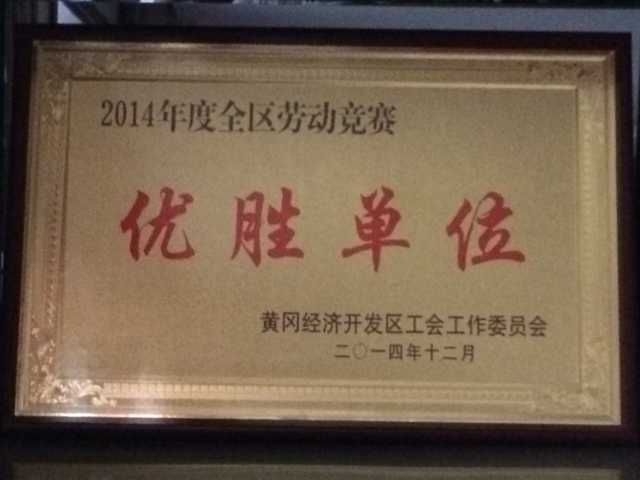 2014年度全区劳动竞赛
优胜单位
黄冈经济开发区工会工作委员会
二〇一四年十二月